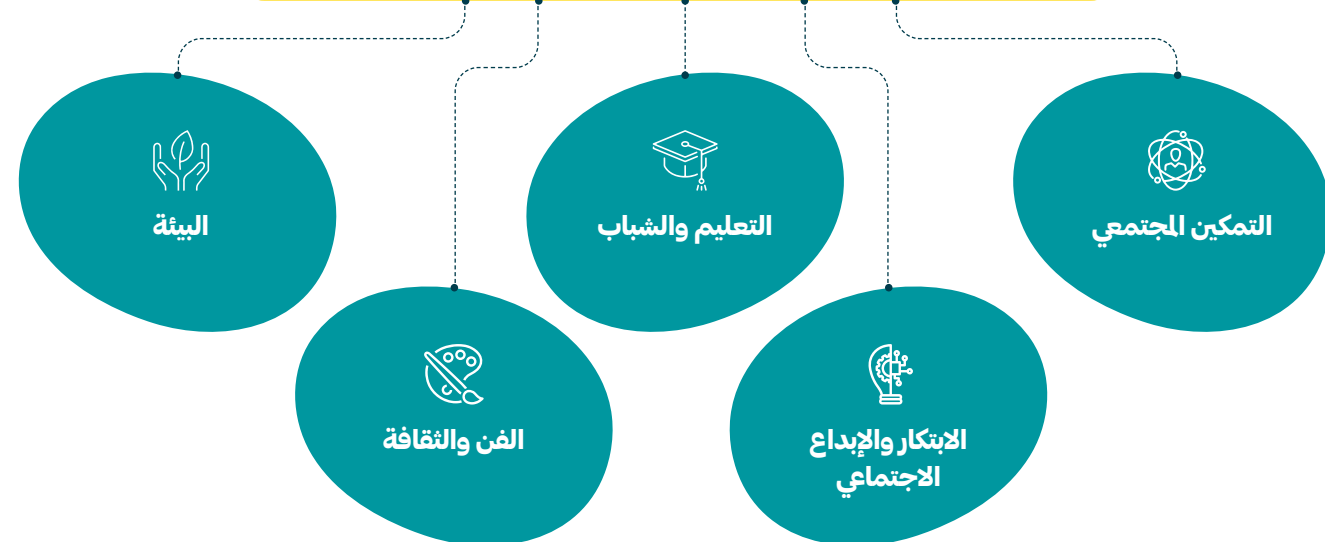 التمكين المجتمعي
التعليم والشباب
البيئة
الابتكار والإبداع
الاجتماعي
الفن والثقافة